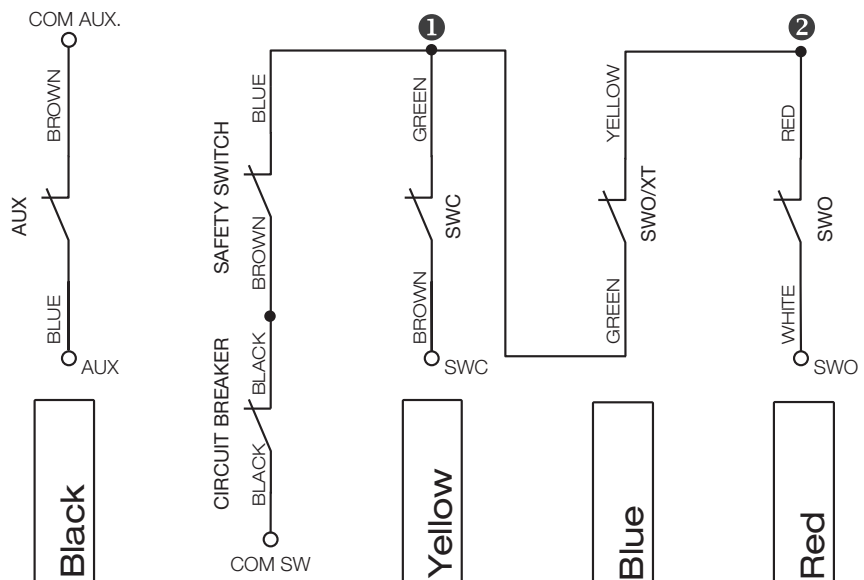 COM AUX.
BROWN
AUX
BLUE
AUX
Black
BLUE
SAFETY SWITCH
BROWN
CIRCUIT BREAKER
BLACK
BLACK
COM SW
1
GREEN
SWC
BROWN
SWC
Yellow
YELLOW
SWO/XT
GREEN
Blue
2
RED
SWO
WHITE
SWO
Red